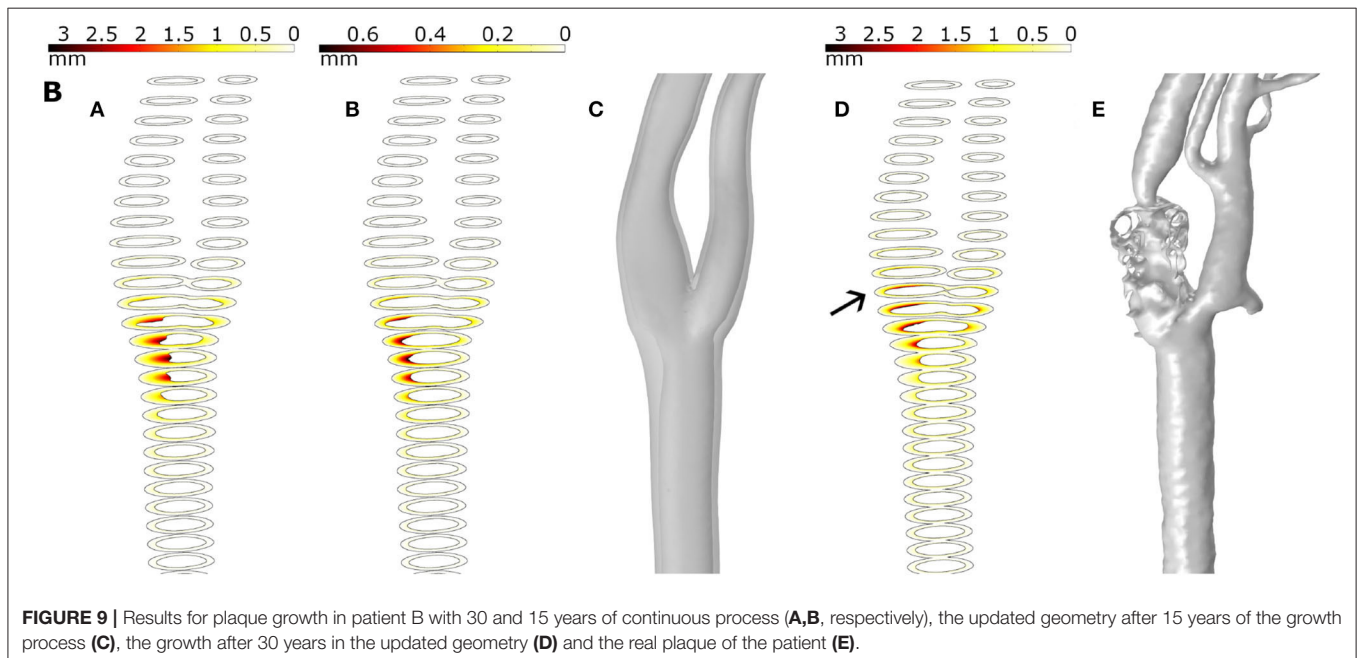 3 2.5 2 1.5 1 0.5 0
mm
0.6 0.4 0.2 0
mm
3 2.5 2 1.5 1 0.5 0
mm
B
A
B
C
D
E
FIGURE 9 | Results for plaque growth in patient B with 30 and 15 years of continuous process (A,B, respectively), the updated geometry after 15 years of the growth
process (C), the growth after 30 years in the updated geometry (D) and the real plaque of the patient (E).